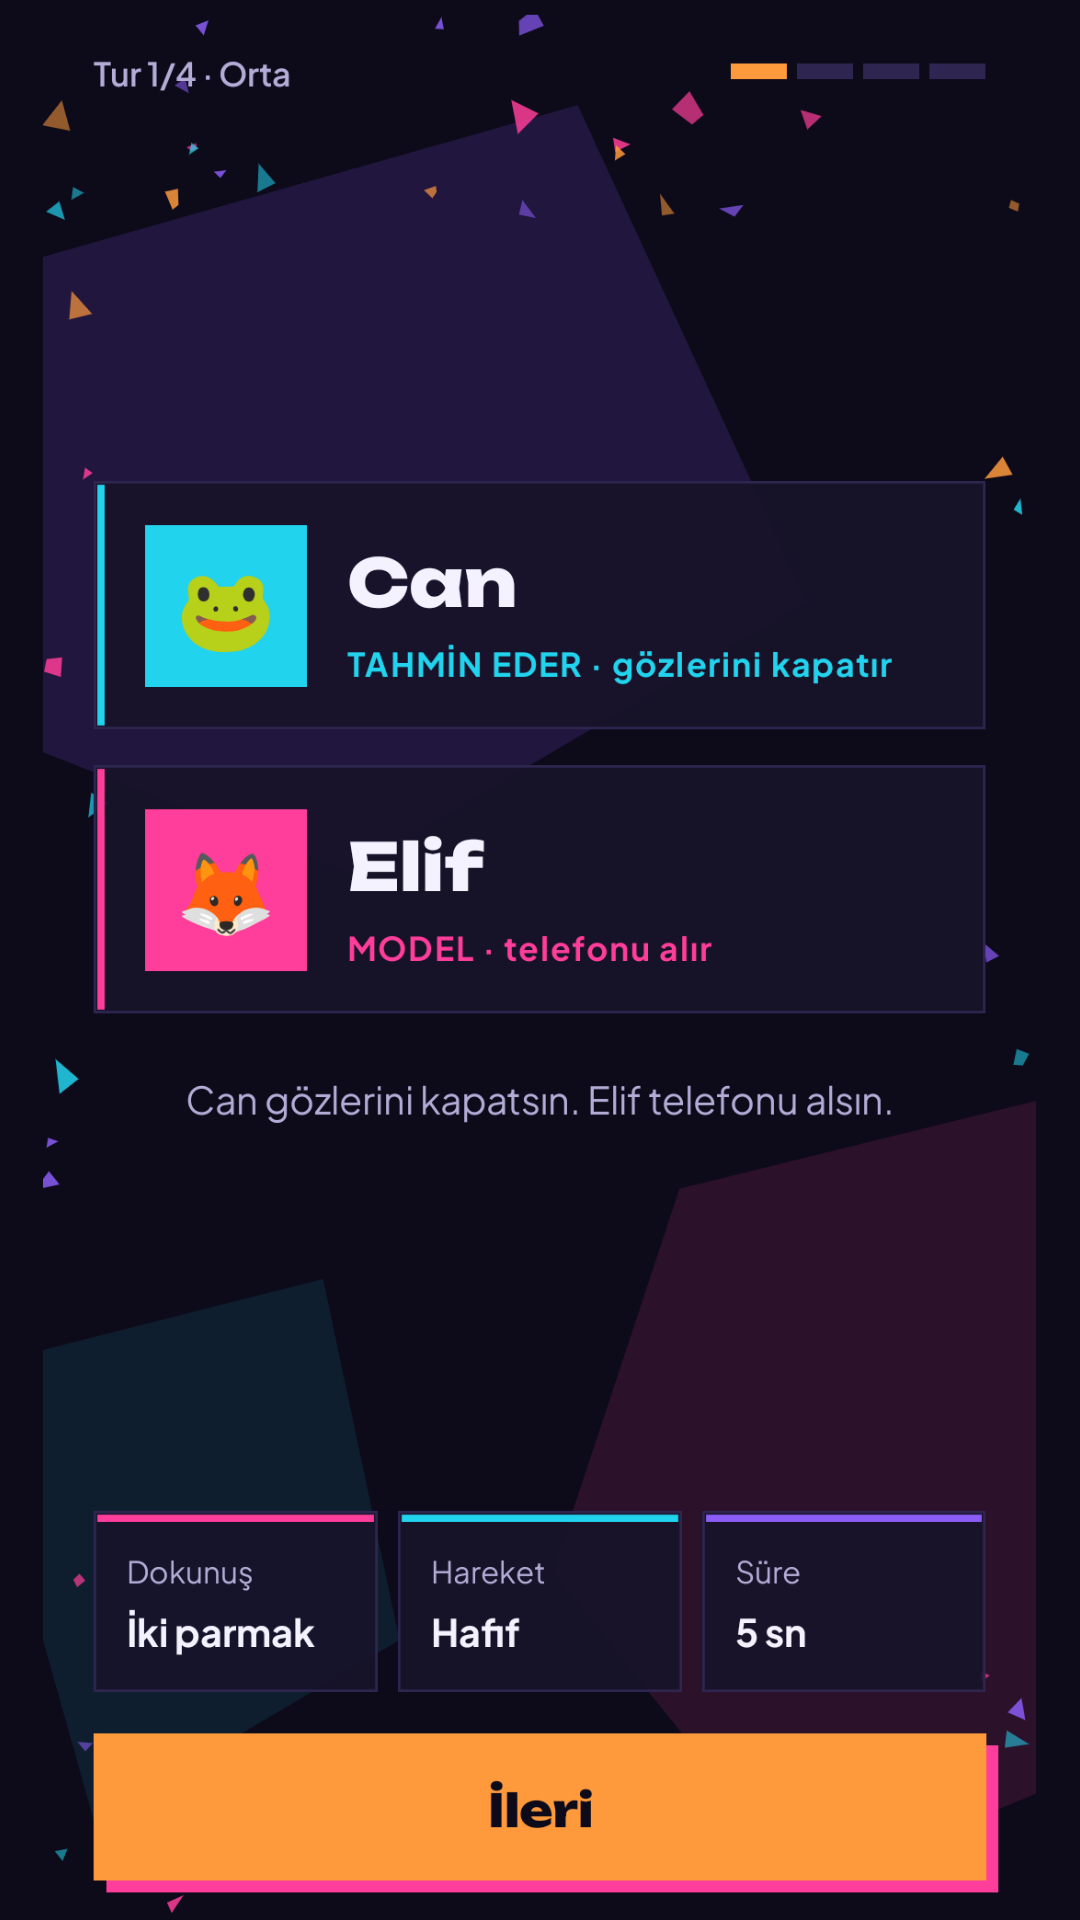 Tur 1/4 · Orta
Can
TAHMİN EDER · gözlerini kapatır
Elif
MODEL · telefonu alır
Can gözlerini kapatsın. Elif telefonu alsın.
Dokunuş
İki parmak
Hareket
Hafif
Süre
5 sn
İleri